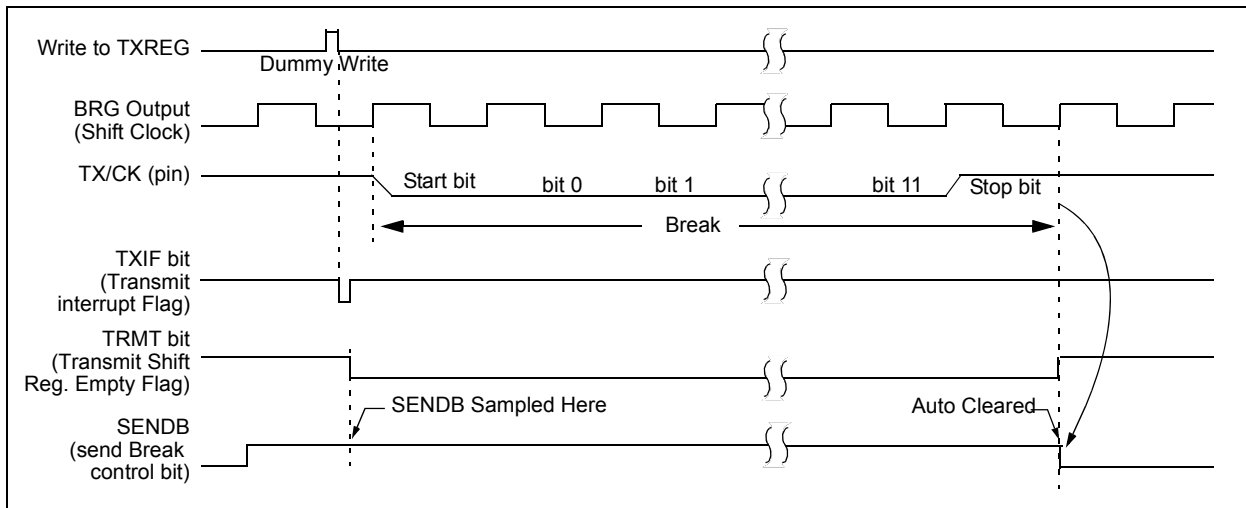 Write to TXREG
Dummy Write
BRG Output
(Shift Clock)
TX/CK (pin)
Start bit
bit 0
bit 1
bit 11
Stop bit
Break
TXIF bit
(Transmit
interrupt Flag)
TRMT bit
(Transmit Shift
Reg. Empty Flag)
SENDB Sampled Here
Auto Cleared
SENDB
(send Break
control bit)